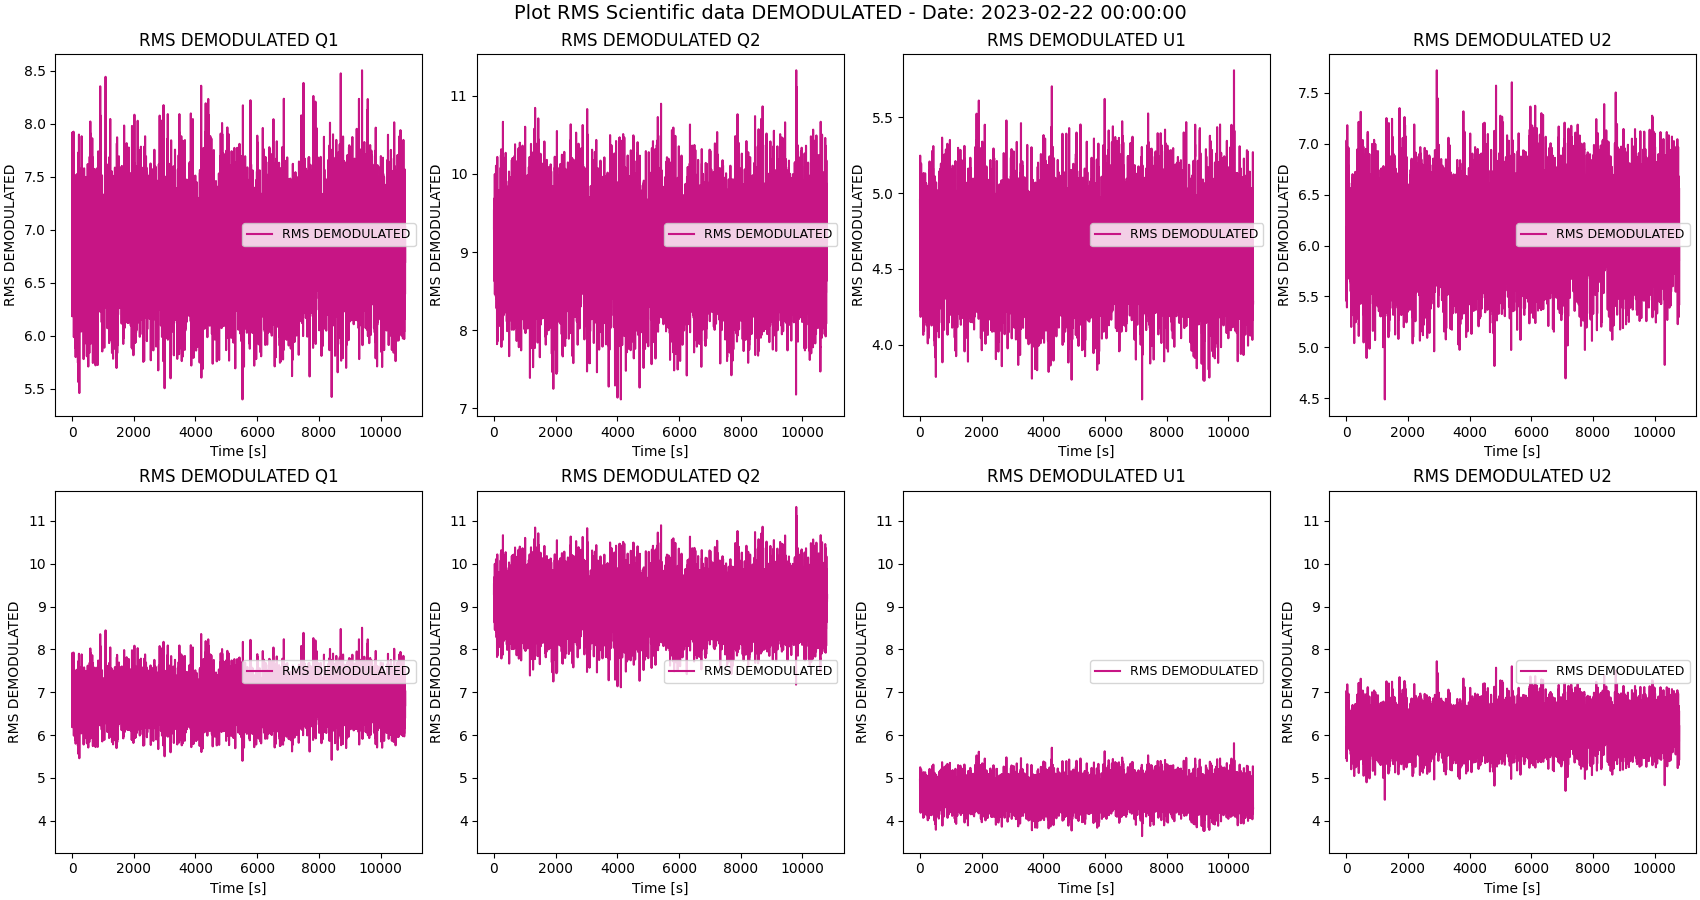 Plot RMS Scientific data DEMODULATED - Date: 2023-02-22 00:00:00
RMS DEMODULATED Q1
RMS DEMODULATED
8.5
8.0
7.5
7.0
6.5
6.0
5.5
RMS DEMODULATED
0 2000 4000 6000 8000 10000
Time [s]
RMS DEMODULATED Q2
RMS DEMODULATED
11
10
9
8
7
RMS DEMODULATED
0 2000 4000 6000 8000 10000
Time [s]
RMS DEMODULATED U1
RMS DEMODULATED
5.5
5.0
4.5
4.0
RMS DEMODULATED
0 2000 4000 6000 8000 10000
Time [s]
RMS DEMODULATED U2
RMS DEMODULATED
7.5
7.0
6.5
6.0
5.5
5.0
4.5
RMS DEMODULATED
0 2000 4000 6000 8000 10000
Time [s]
RMS DEMODULATED Q1
RMS DEMODULATED
11
10
9
8
7
6
5
4
RMS DEMODULATED
0 2000 4000 6000 8000 10000
Time [s]
RMS DEMODULATED Q2
RMS DEMODULATED
11
10
9
8
7
6
5
4
RMS DEMODULATED
0 2000 4000 6000 8000 10000
Time [s]
RMS DEMODULATED U1
RMS DEMODULATED
11
10
9
8
7
6
5
4
RMS DEMODULATED
0 2000 4000 6000 8000 10000
Time [s]
RMS DEMODULATED U2
RMS DEMODULATED
11
10
9
8
7
6
5
4
RMS DEMODULATED
0 2000 4000 6000 8000 10000
Time [s]